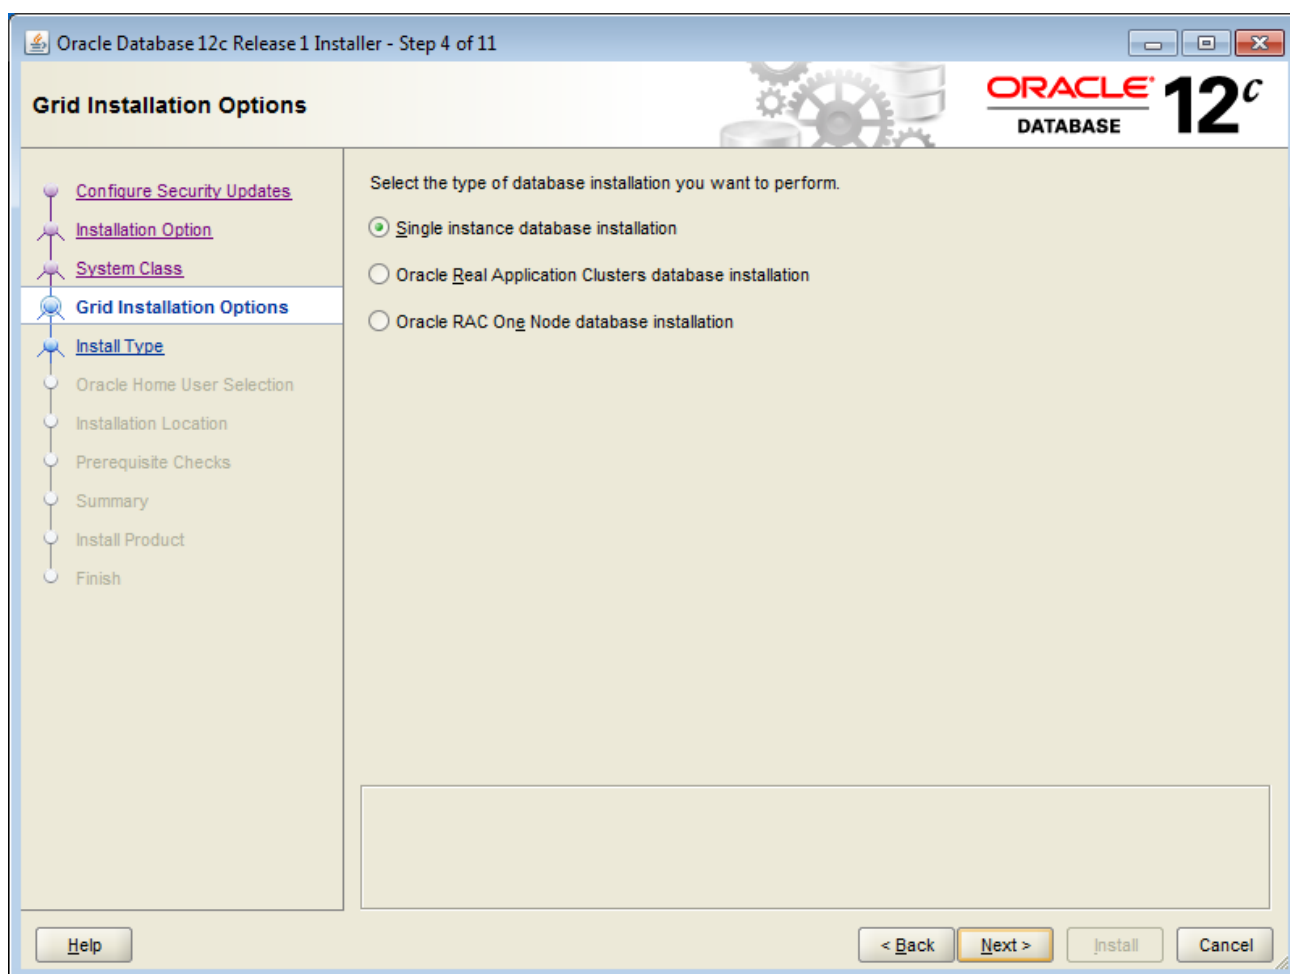 Oracle Database 12c Release 1 Installer - Step 4 of 11
Grid Installation Options
ORACLE®
DATABASE
12c
Configure Security Updates
Installation Option
System Class
Grid Installation Options
Install Type
Oracle Home User Selection
Installation Location
Prerequisite Checks
Summary
Install Product
Finish
Select the type of database installation you want to perform.
Single instance database installation
Oracle Real Application Clusters database installation
Oracle RAC One Node database installation
Help
< Back
Next >
Install
Cancel